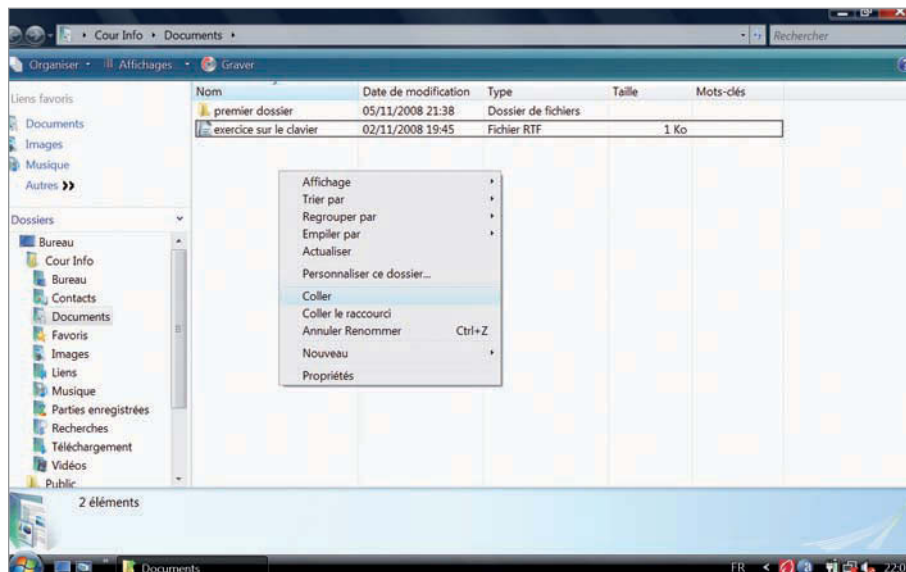 Cour Info Documents
Rechercher
Organiser Affichages Graver
Liens favoris
Documents
Images
Musique
Autres
Dossiers
Bureau
Cour Info
Bureau
Contacts
Documents
Favoris
Images
Liens
Musique
Parties enregistrées
Recherches
Téléchargement
Vidéos
Public
Nom Date de modification Type Taille Mots-clés
premier dossier 05/11/2008 21:38 Dossier de fichiers
exercice sur le clavier 02/11/2008 19:45 Fichier RTF 1 Ko
Affichage
Trier par
Regrouper par
Empiler par
Actualiser
Personnaliser ce dossier...
Coller
Coller le raccourci
Annuler Renommer Ctrl+Z
Nouveau
Propriétés
2 éléments
Documents
FR